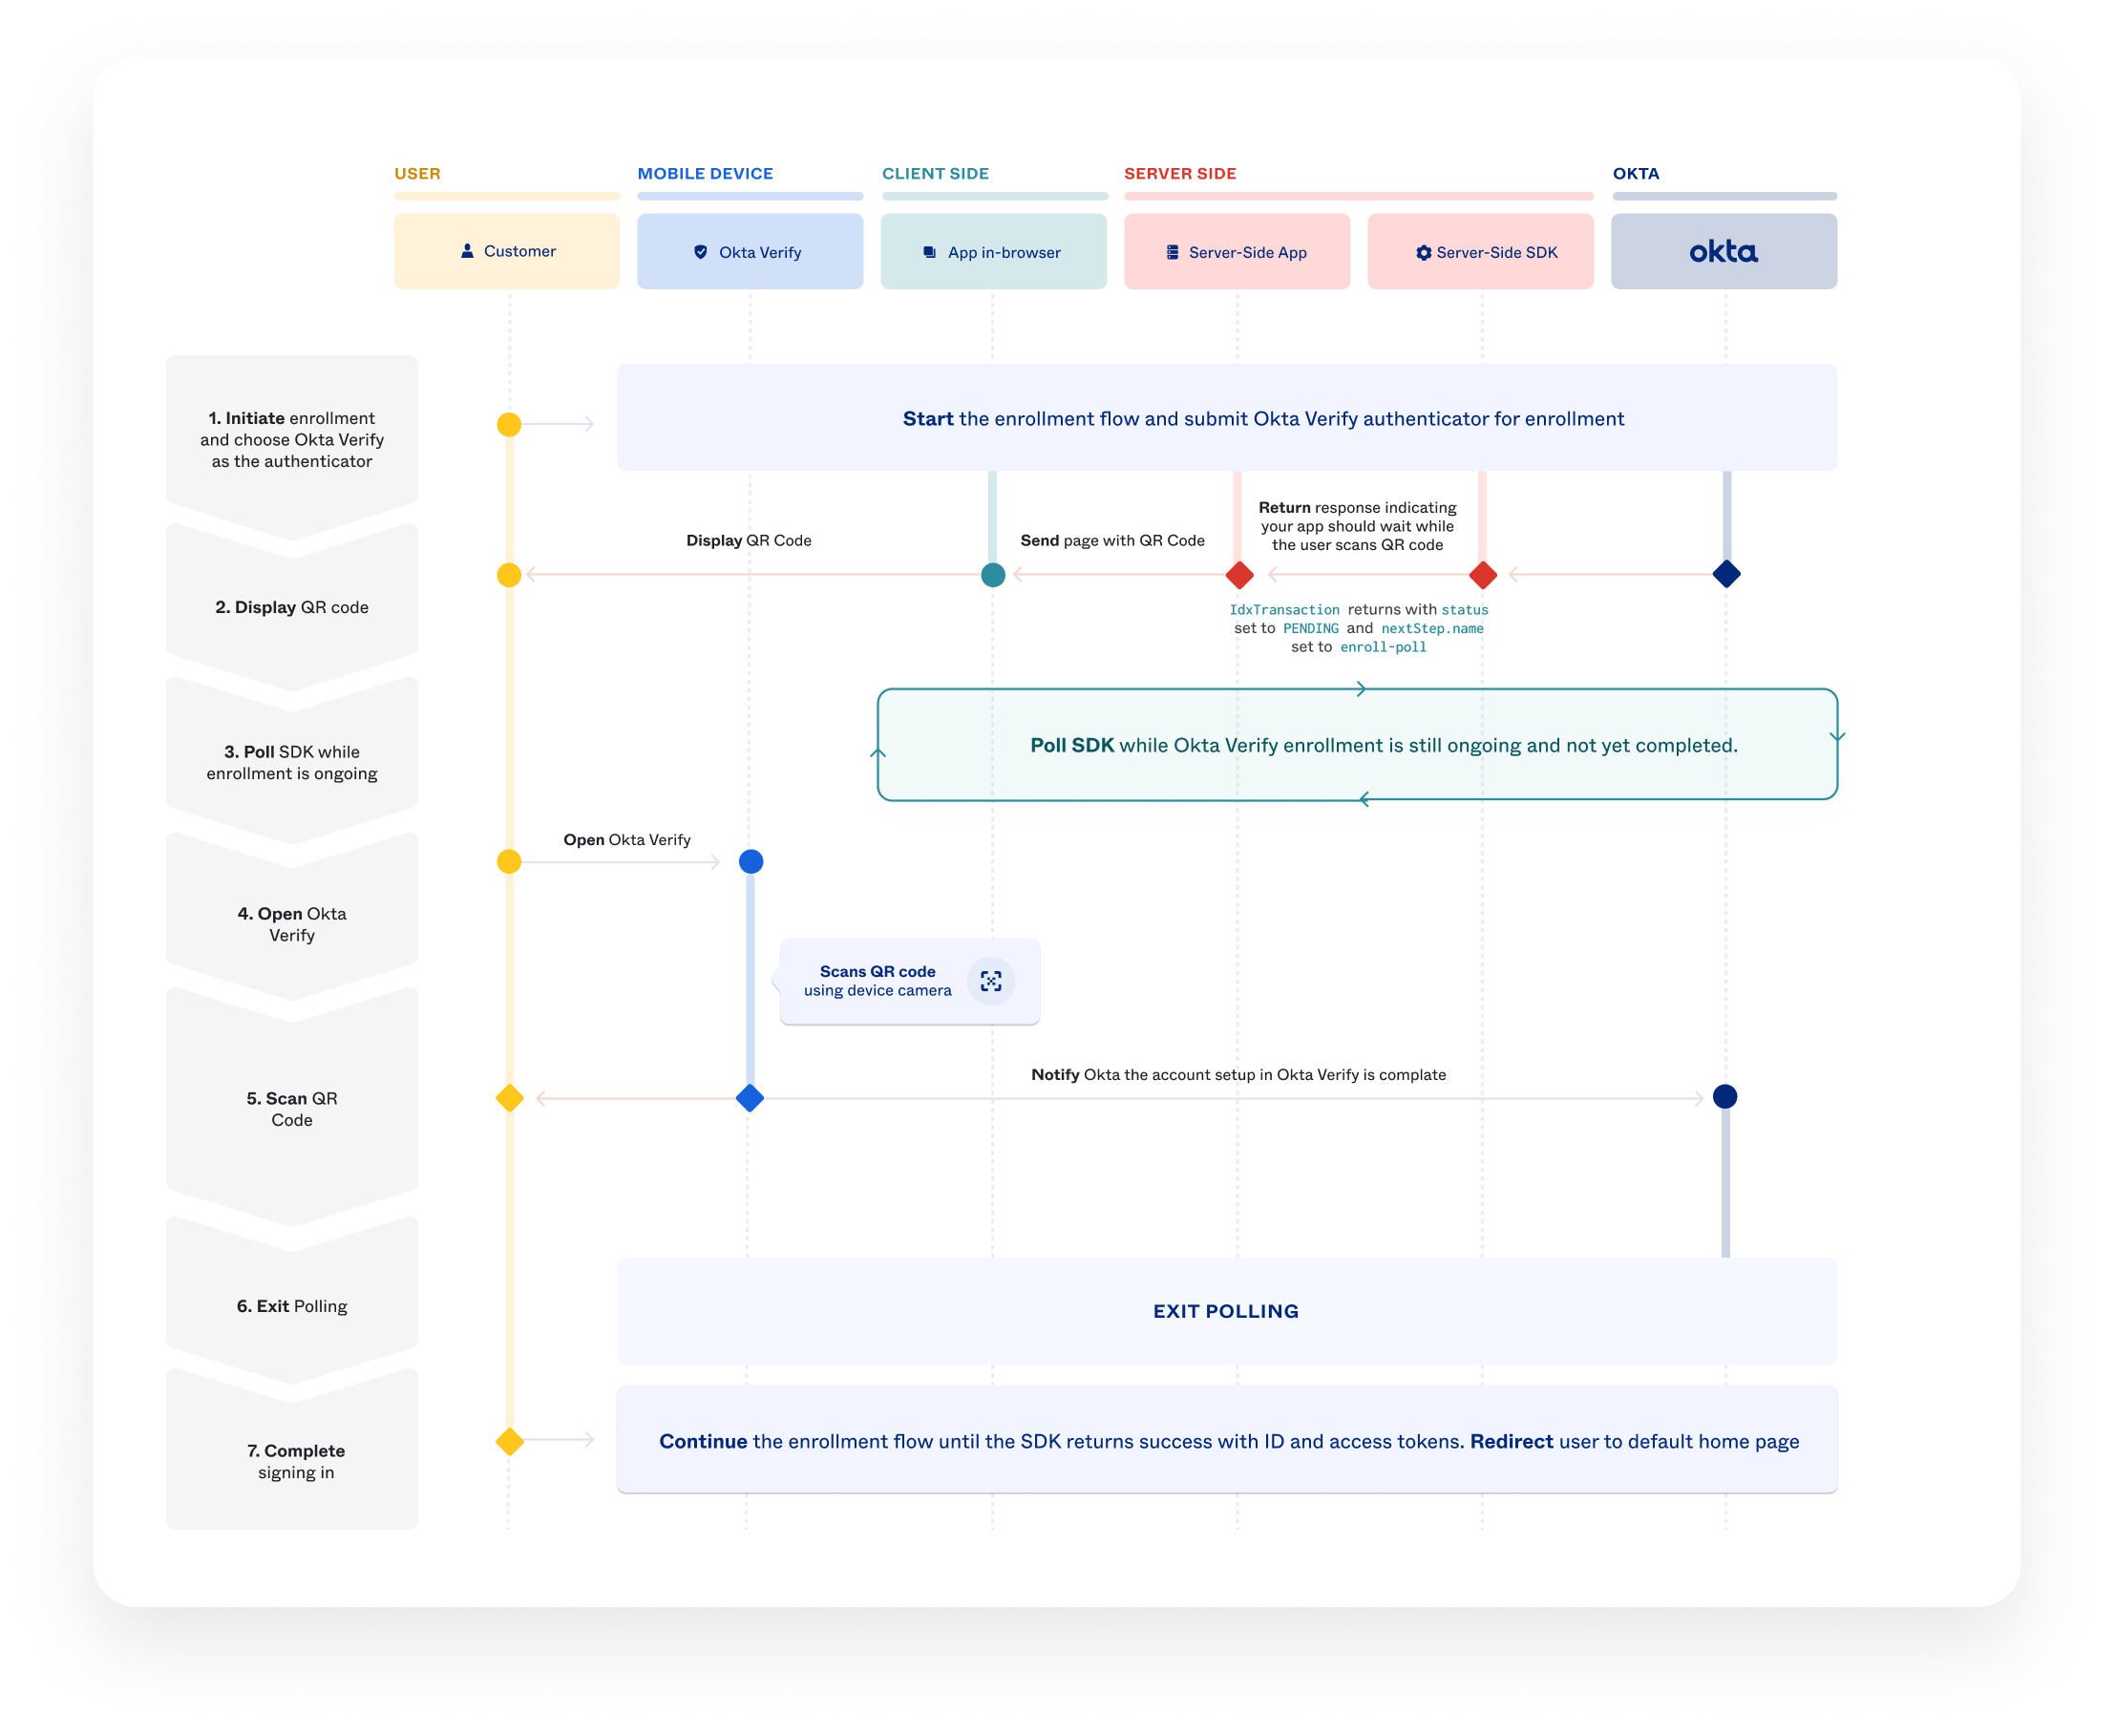 USER
MOBILE DEVICE
CLIENT SIDE
SERVER SIDE
OKTA
Customer
Okta Verify
App in-browser
Server-Side App
Server-Side SDK
okta
1. Initiate enrollment
and choose Okta Verify
as the authenticator
Start the enrollment flow and submit Okta Verify authenticator for enrollment
2. Display QR code
Display QR Code
Send page with QR Code
Return response indicating
your app should wait while
the user scans QR code
IdxTransaction returns with status
set to PENDING and nextStep.name
set to enroll-poll
3. Poll SDK while
enrollment is ongoing
Poll SDK while Okta Verify enrollment is still ongoing and not yet completed.
4. Open Okta
Verify
Open Okta Verify
Scans QR code
using device camera
5. Scan QR
Code
Notify Okta the account setup in Okta Verify is complate
6. Exit Polling
EXIT POLLING
7. Complete
signing in
Continue the enrollment flow until the SDK returns success with ID and access tokens. Redirect user to default home page